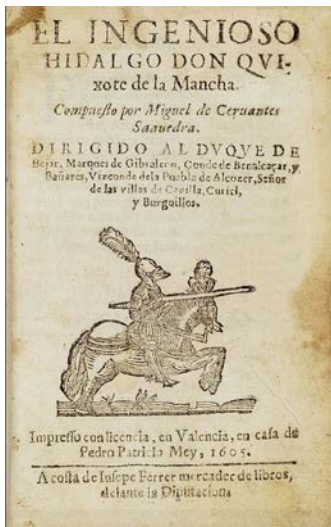 EL INGENIOSO
HIDALGO DON QVI-
xote de la Mancha.
Compuesto por Miguel de Ceruantes
Saauedra.
DIRIGIDO AL DVQVE DE
Bejar, Marques de Gibraleon, Conde de Benalcaçar, y
Bañares, Vizconde dela Puebla de Alcozer, Señor
de las villas de Capilla, Curiel,
y Burguillos.
Impresso con licencia, en Valencia, en casa de
Pedro Patricio Mey, 1605.
A costa de Iusepe Ferrer mercader de libros,
delante la Diputacion